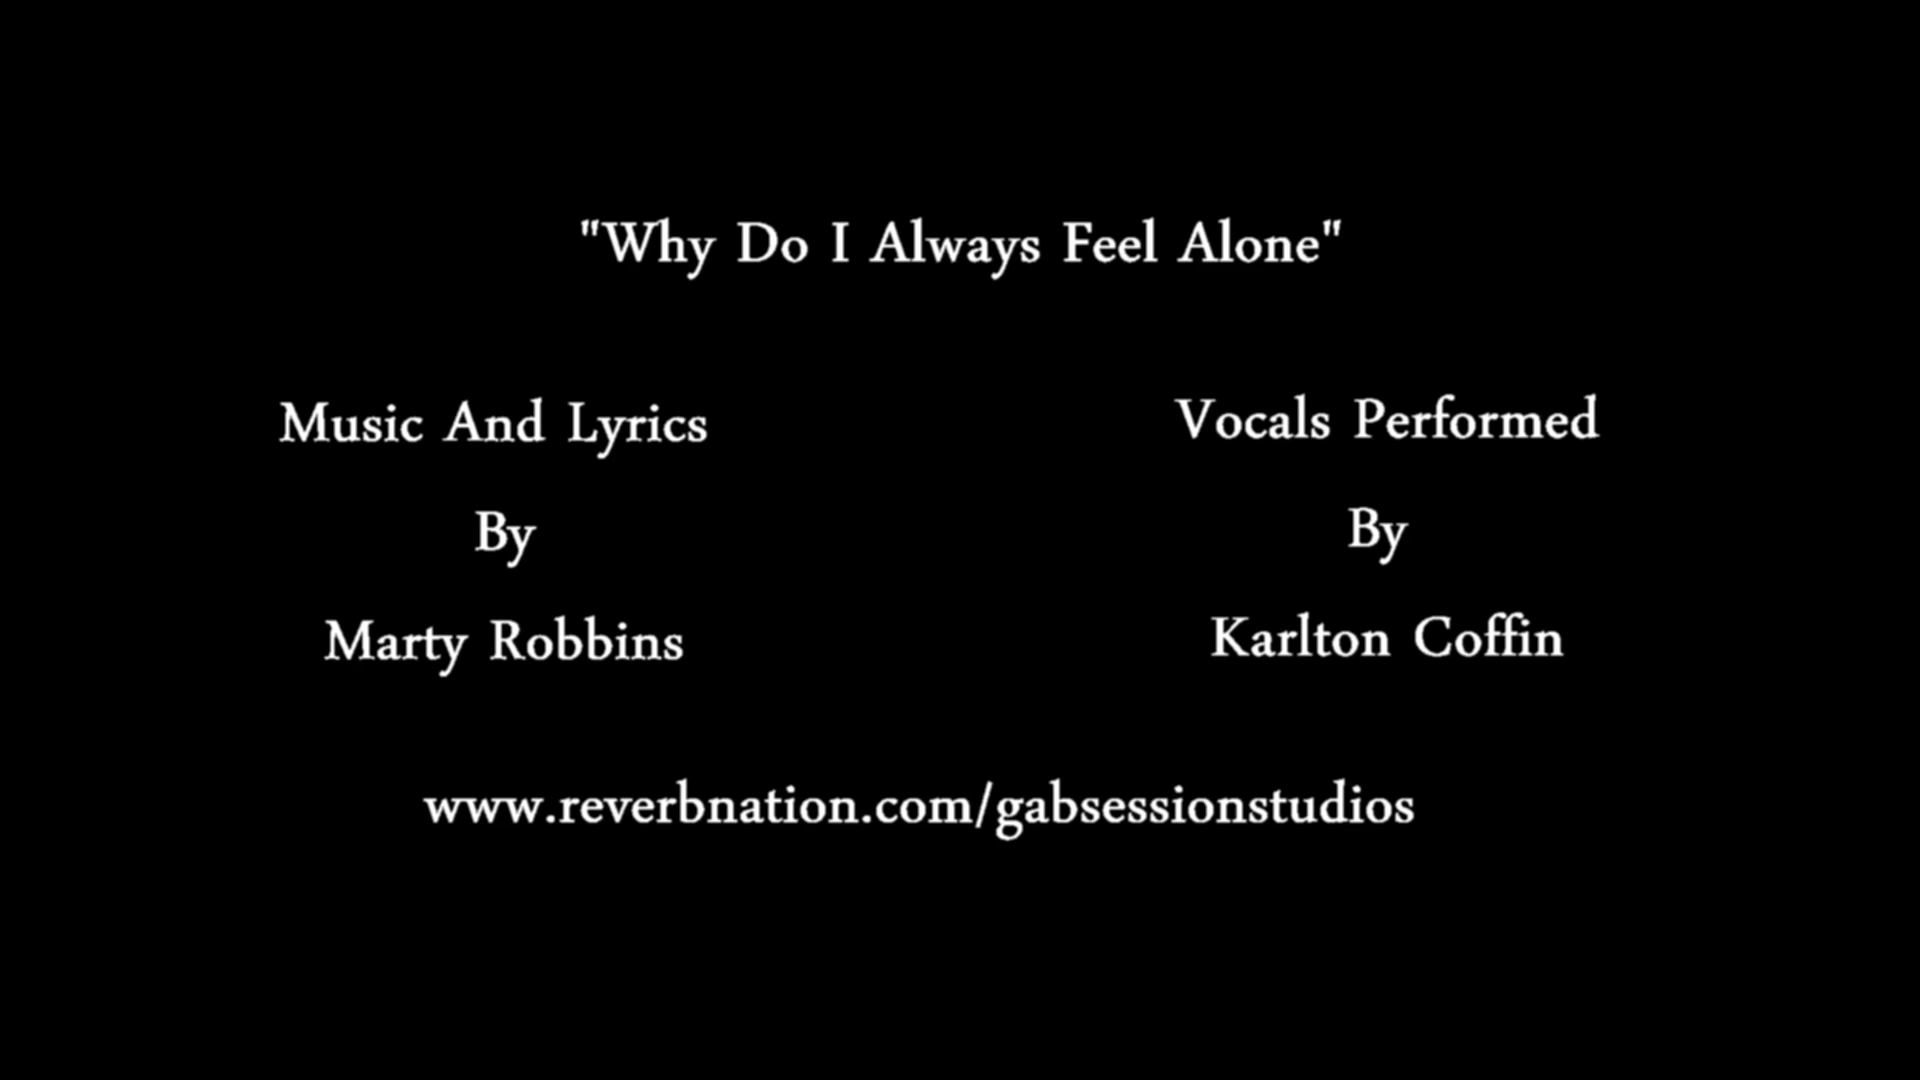 "Why Do I Always Feel Alone"
Music And Lyrics
By
Marty Robbins
Vocals Performed
By
Karlton Coffin
www.reverbnation.com/gabsessionstudios